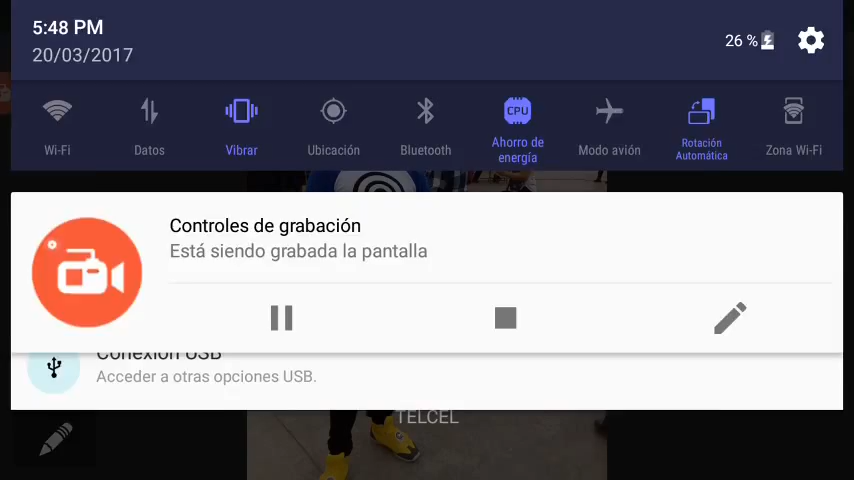 5:48 PM
20/03/2017
26 %
Wi-Fi
Datos
Vibrar
Ubicación
Bluetooth
CPU
Ahorro de
energía
Modo avión
Rotación
Automática
Zona Wi-Fi
Controles de grabación
Está siendo grabada la pantalla
Conexión USB
Acceder a otras opciones USB.
TELCEL